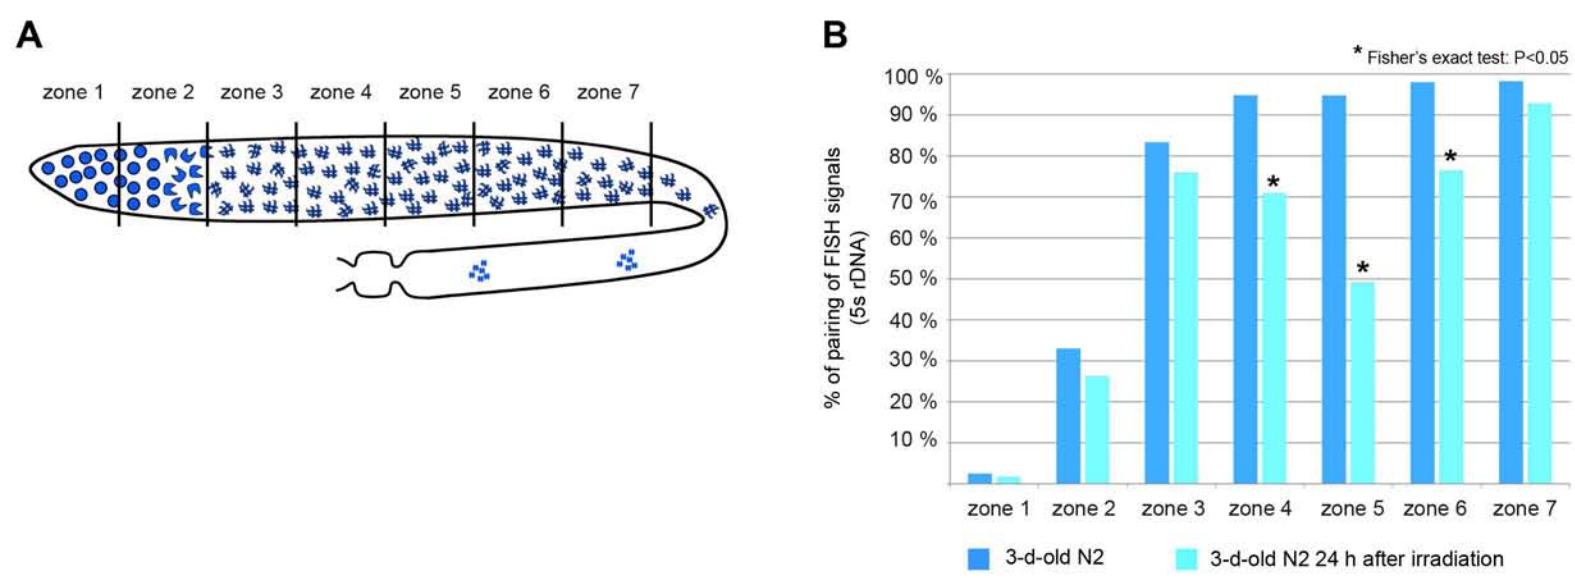 A
zone 1 zone 2 zone 3 zone 4 zone 5 zone 6 zone 7
B
* Fisher's exact test: P<0.05
% of pairing of FISH signals
(5s rDNA)
100 %
90 %
80 %
70 %
60 %
50 %
40 %
30 %
20 %
10 %
*
*
*
zone 1 zone 2 zone 3 zone 4 zone 5 zone 6 zone 7
3-d-old N2
3-d-old N2 24 h after irradiation